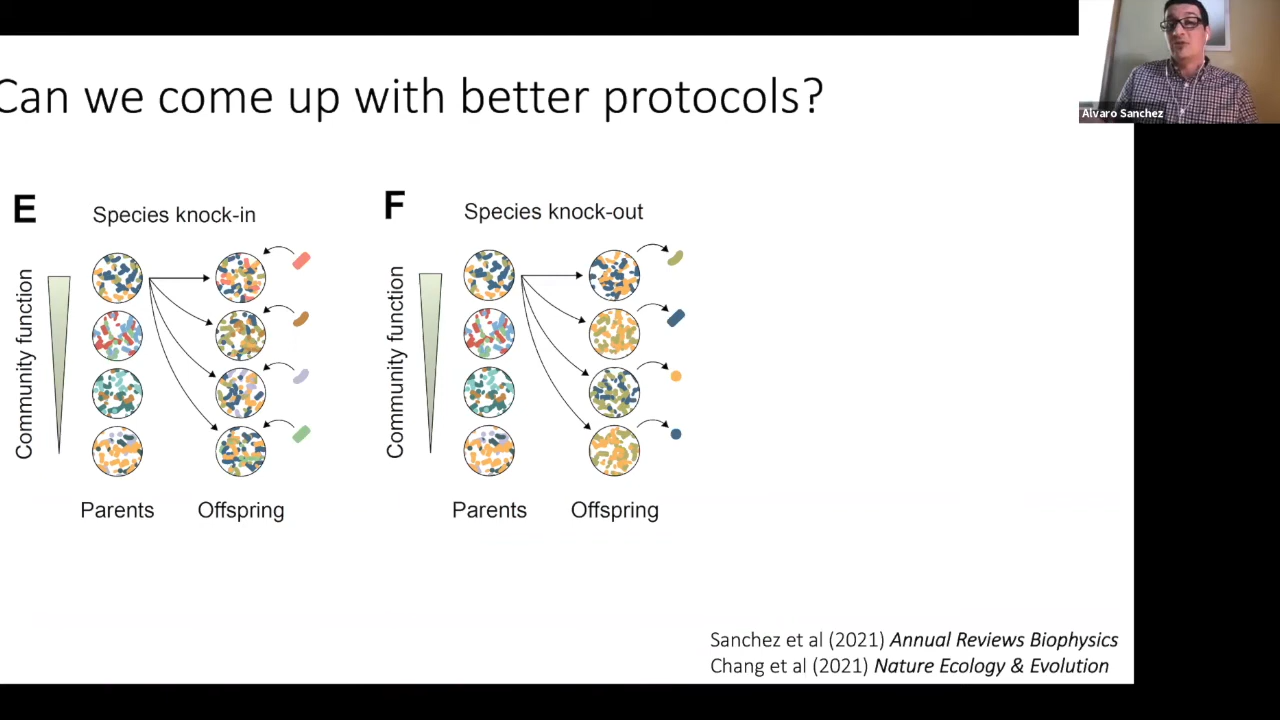 Can we come up with better protocols?
Alvaro Sanchez
E
Species knock-in
Community function
Parents
Offspring
F
Species knock-out
Community function
Parents
Offspring
Sanchez et al (2021) Annual Reviews Biophysics
Chang et al (2021) Nature Ecology & Evolution